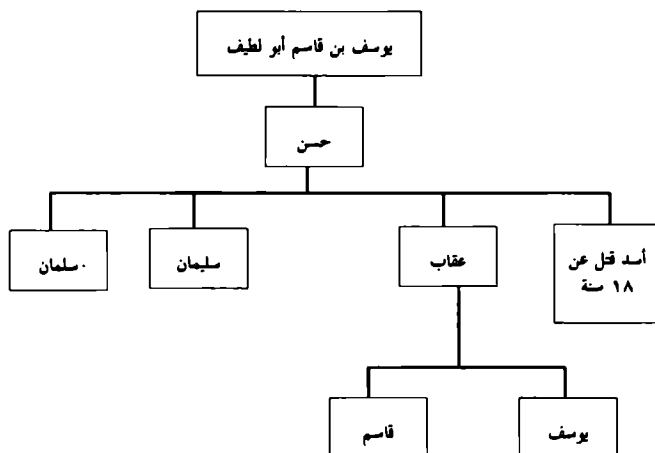 يوسف بن قاسم أبو لطيف
حسن
أسد قتل عن
١٨ سنة
عقاب
سليمان
سلمان
يوسف
قاسم